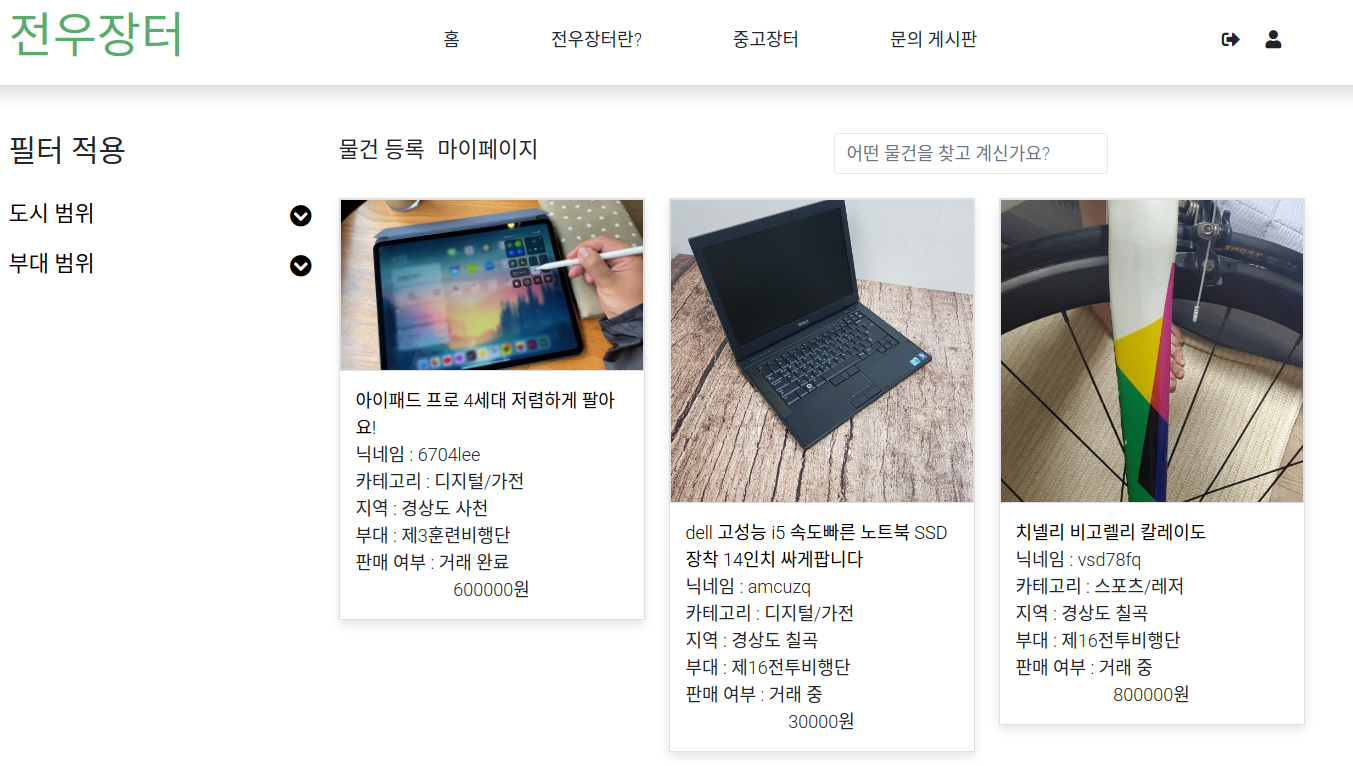 전우장터
홈
전우장터란?
중고장터
문의 게시판
필터 적용
도시 범위
부대 범위
물건 등록 마이페이지
어떤 물건을 찾고 계신가요?
아이패드 프로 4세대 저렴하게 팔아
요!
닉네임 : 6704lee
카테고리 : 디지털/가전
지역 : 경상도 사천
부대 : 제3훈련비행단
판매 여부 : 거래 완료
600000원
DELL
dell 고성능 i5 속도빠른 노트북 SSD
장착 14인치 싸게팝니다
닉네임 : amcuzq
카테고리 : 디지털/가전
지역 : 경상도 칠곡
부대 : 제16전투비행단
판매 여부 : 거래 중
30000원
SPORT
치넬리 비고렐리 칼레이도
닉네임 : vsd78fq
카테고리 : 스포츠/레저
지역 : 경상도 칠곡
부대 : 제16전투비행단
판매 여부 : 거래 중
800000원